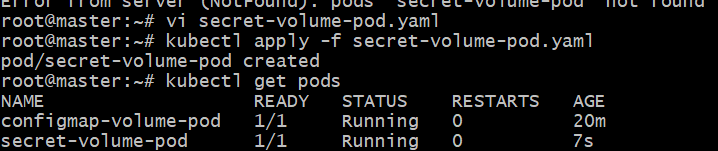 Error from server (NotFound): pods "secret-volume-pod" not found
root@master:~# vi secret-volume-pod.yaml
root@master:~# kubectl apply -f secret-volume-pod.yaml
pod/secret-volume-pod created
root@master:~# kubectl get pods
NAME READY STATUS RESTARTS AGE
configmap-volume-pod 1/1 Running 0 20m
secret-volume-pod 1/1 Running 0 7s